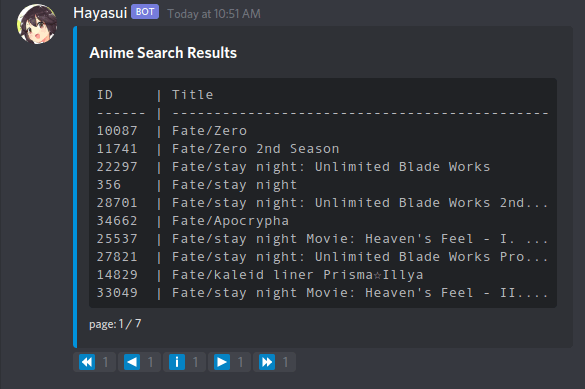 Hayasui BOT Today at 10:51 AM
Anime Search Results
ID | Title
------ | ----------------------------------------------
10087 | Fate/Zero
11741 | Fate/Zero 2nd Season
22297 | Fate/stay night: Unlimited Blade Works
356 | Fate/stay night
28701 | Fate/stay night: Unlimited Blade Works 2nd...
34662 | Fate/Apocrypha
25537 | Fate/stay night Movie: Heaven's Feel - I. ...
27821 | Fate/stay night: Unlimited Blade Works Pro...
14829 | Fate/kaleid liner Prisma☆Illya
33049 | Fate/stay night Movie: Heaven's Feel - II....
page: 1 / 7
⏪ 1 ◀ 1 ℹ 1 ▶ 1 ⏩ 1